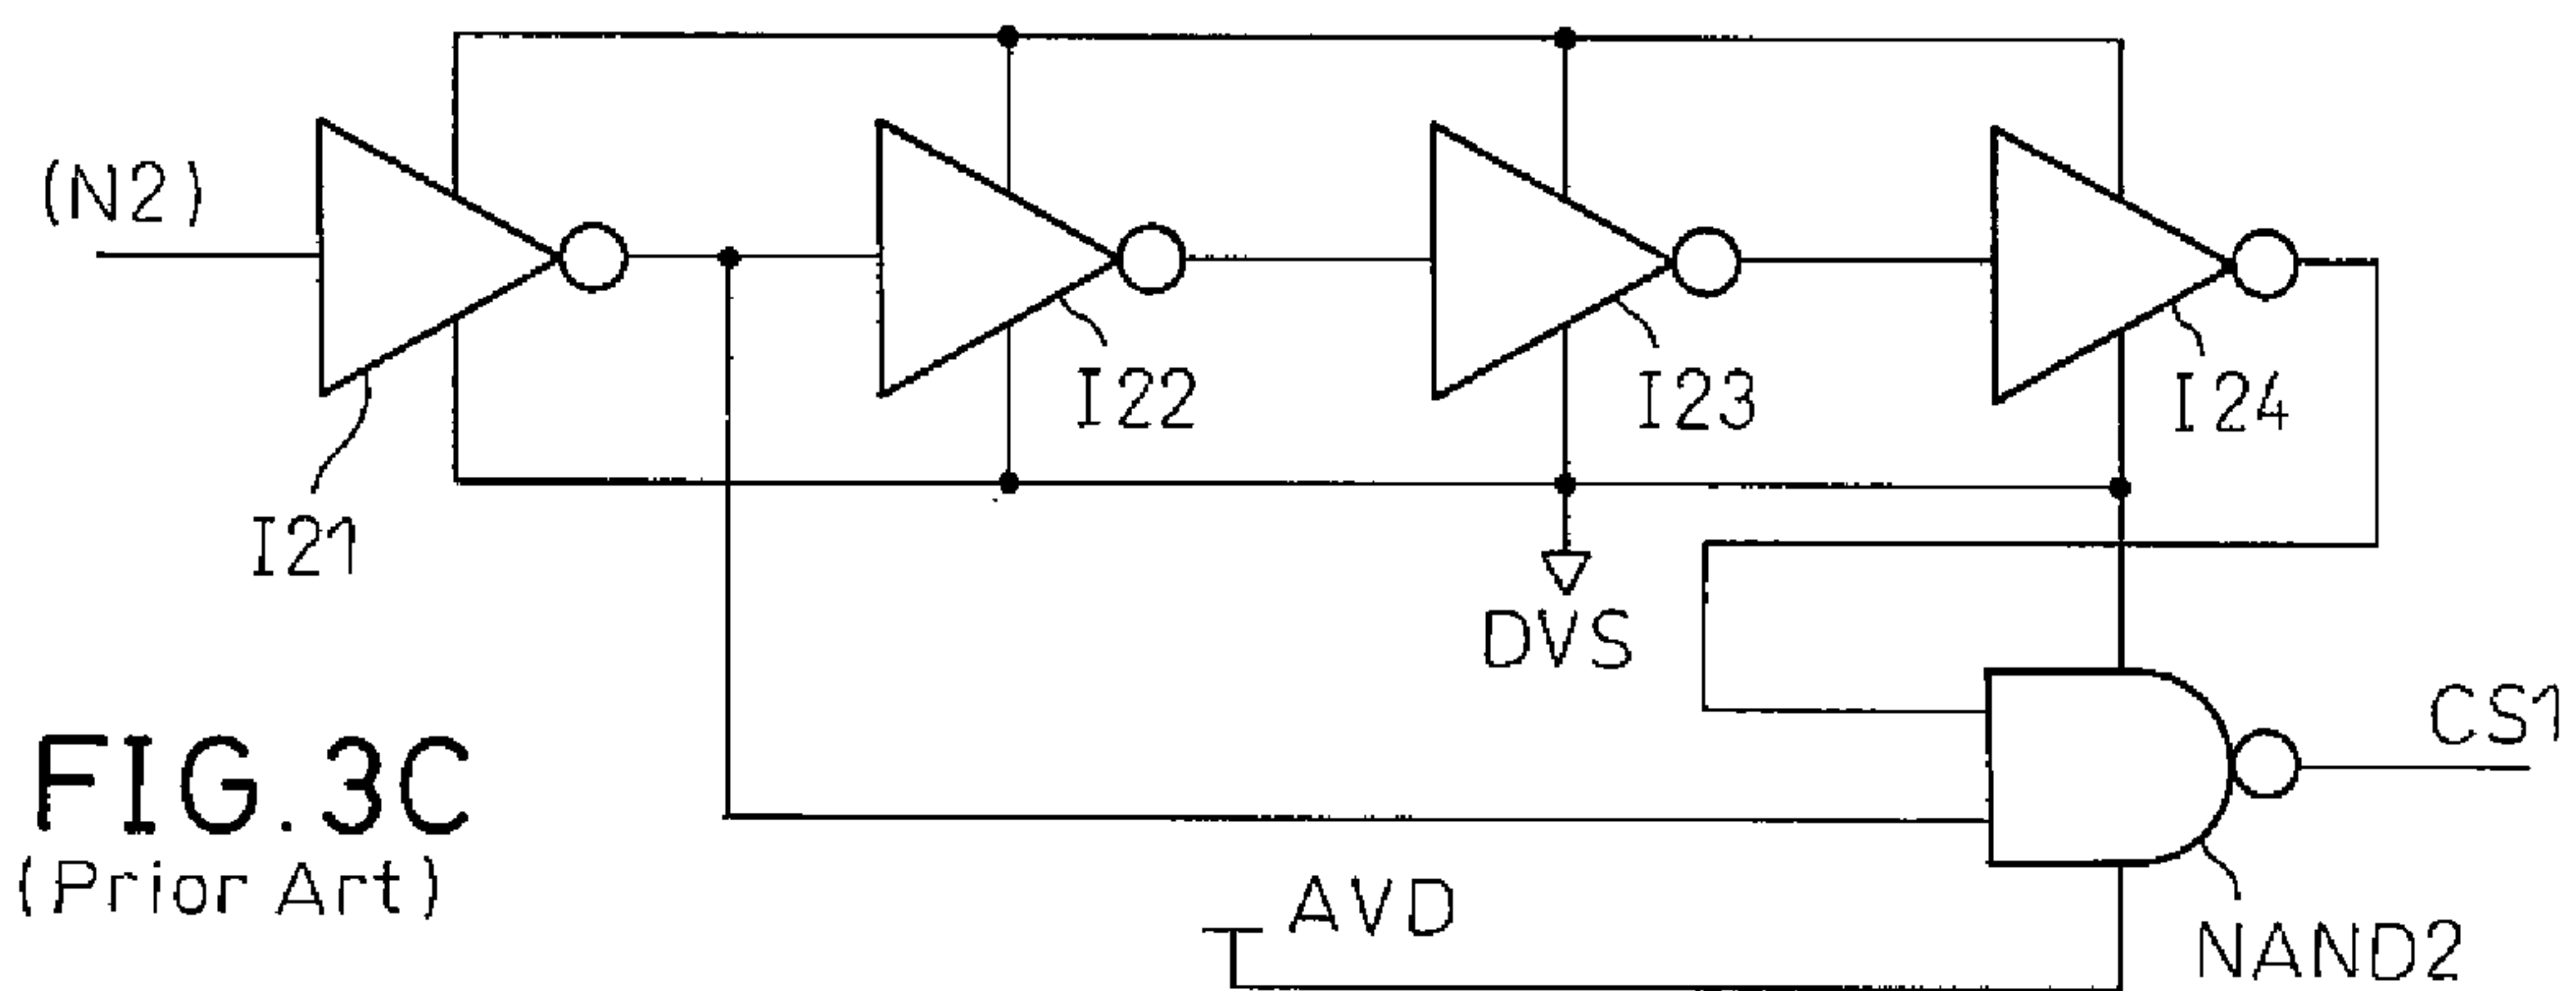 (N2)
I22
I23
I24
I21
DVS
CS1
FIG.3C
(Prior Art)
AVD
NAND2